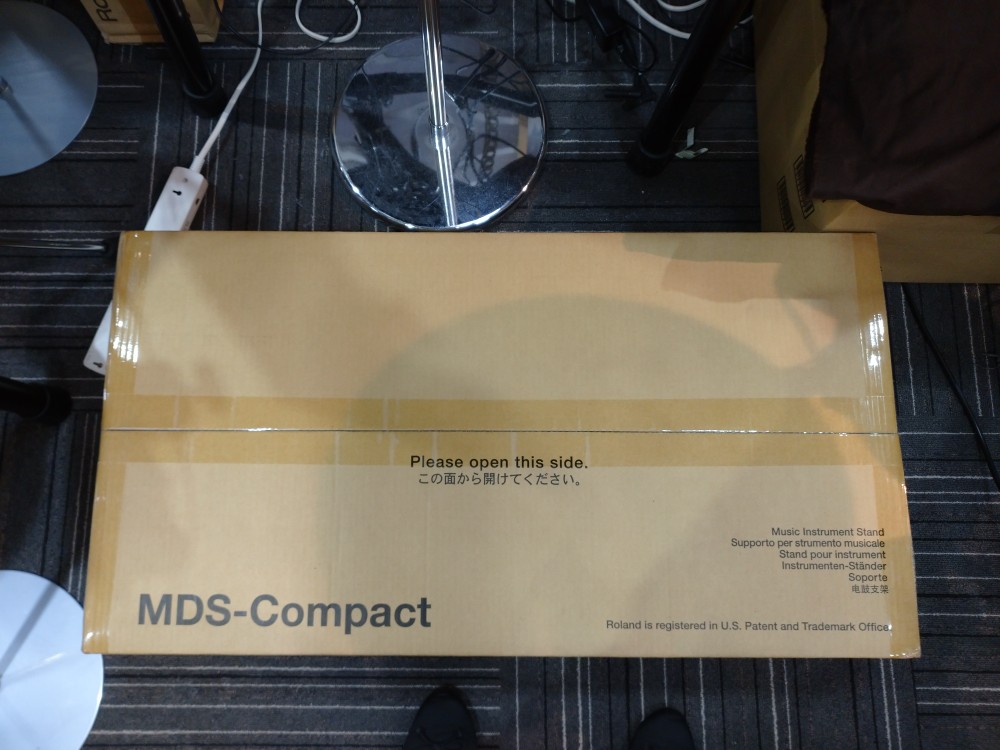 Please open this side.
この面から開けてください。
Music Instrument Stand
Supporto per strumento musicale
Stand pour instrument
Instrumenten-Ständer
Soporte
电鼓支架
MDS-Compact
Roland is registered in U.S. Patent and Trademark Office